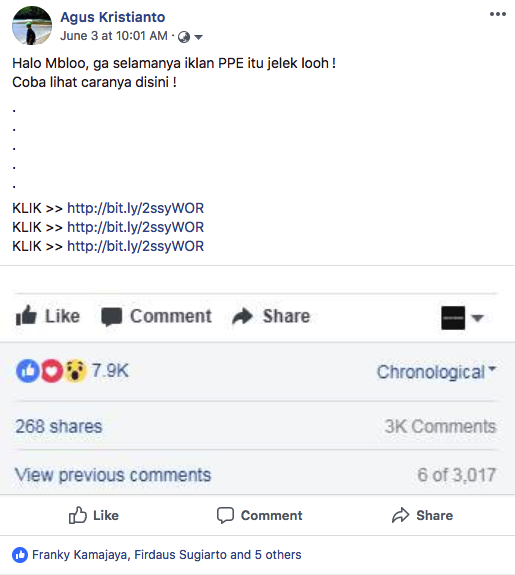 Agus Kristianto
June 3 at 10:01 AM ·
Halo Mbloo, ga selamanya iklan PPE itu jelek looh !
Coba lihat caranya disini !
.
.
.
.
.
KLIK >> http://bit.ly/2ssyWOR
KLIK >> http://bit.ly/2ssyWOR
KLIK >> http://bit.ly/2ssyWOR
Like Comment Share
7.9K Chronological
268 shares 3K Comments
View previous comments 6 of 3,017
Like Comment Share
Franky Kamajaya, Firdaus Sugiarto and 5 others